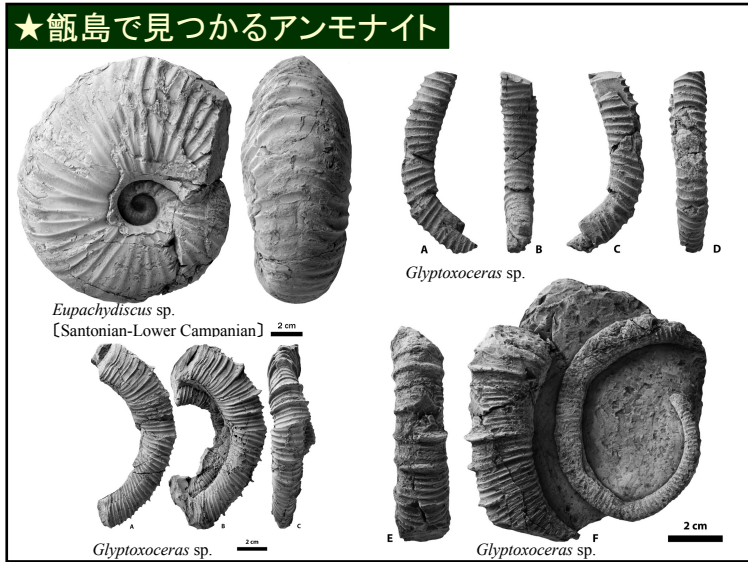 ★甑島で見つかるアンモナイト
Eupachydiscus sp.
〔Santonian-Lower Campanian〕
2 cm
A B C D
Glyptoxoceras sp.
A B C
Glyptoxoceras sp.
2 cm
E F
2 cm
Glyptoxoceras sp.